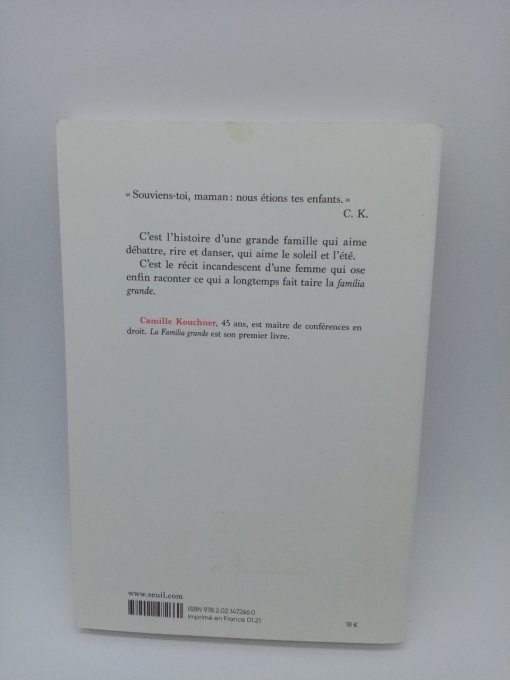 « Souviens-toi, maman : nous étions tes enfants. »
C. K.
C'est l'histoire d'une grande famille qui aime
débattre, rire et danser, qui aime le soleil et l'été.
C'est le récit incandescent d'une femme qui ose
enfin raconter ce qui a longtemps fait taire la familia
grande.
Camille Kouchner, 45 ans, est maître de conférences en
droit. La Familia grande est son premier livre.
www.seuil.com
ISBN 978.2.02.147266.0
Imprimé en France 01.21
18 €